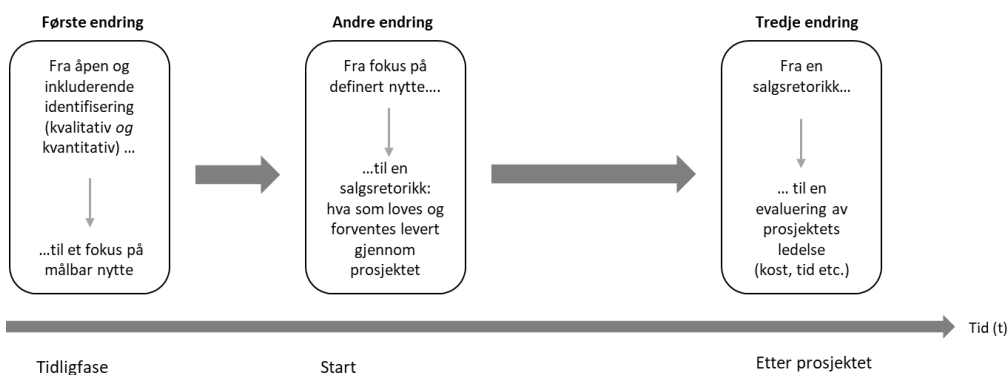 Første endring
Fra åpen og
inkluderende
identifisering
(kvalitativ og
kvantitativ) ...
...til et fokus på
målbar nytte
Andre endring
Fra fokus på
definert nytte....
...til en
salgsretorikk:
hva som loves og
forventes levert
gjennom
prosjektet
Tredje endring
Fra en
salgsretorikk...
... til en
evaluering av
prosjektets
ledelse
(kost, tid etc.)
Tid (t)
Tidligfase
Start
Etter prosjektet